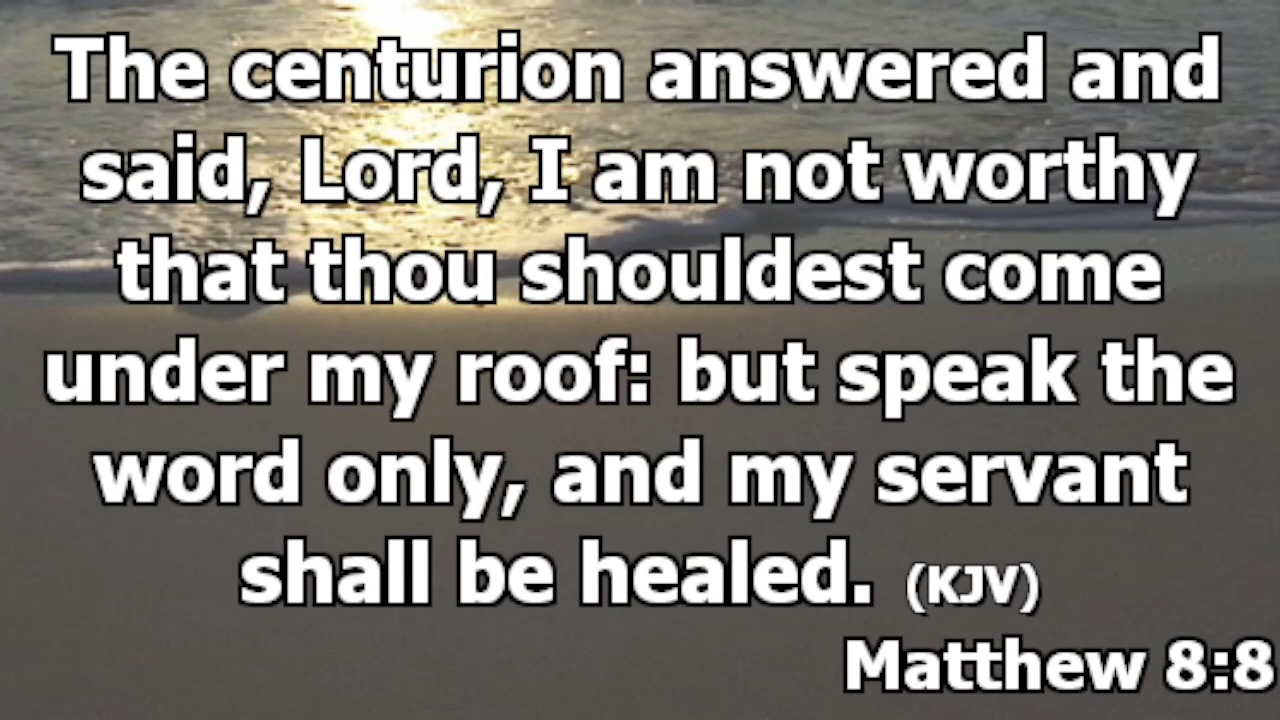 The centurion answered and
said, Lord, I am not worthy
that thou shouldest come
under my roof: but speak the
word only, and my servant
shall be healed. (KJV)
Matthew 8:8